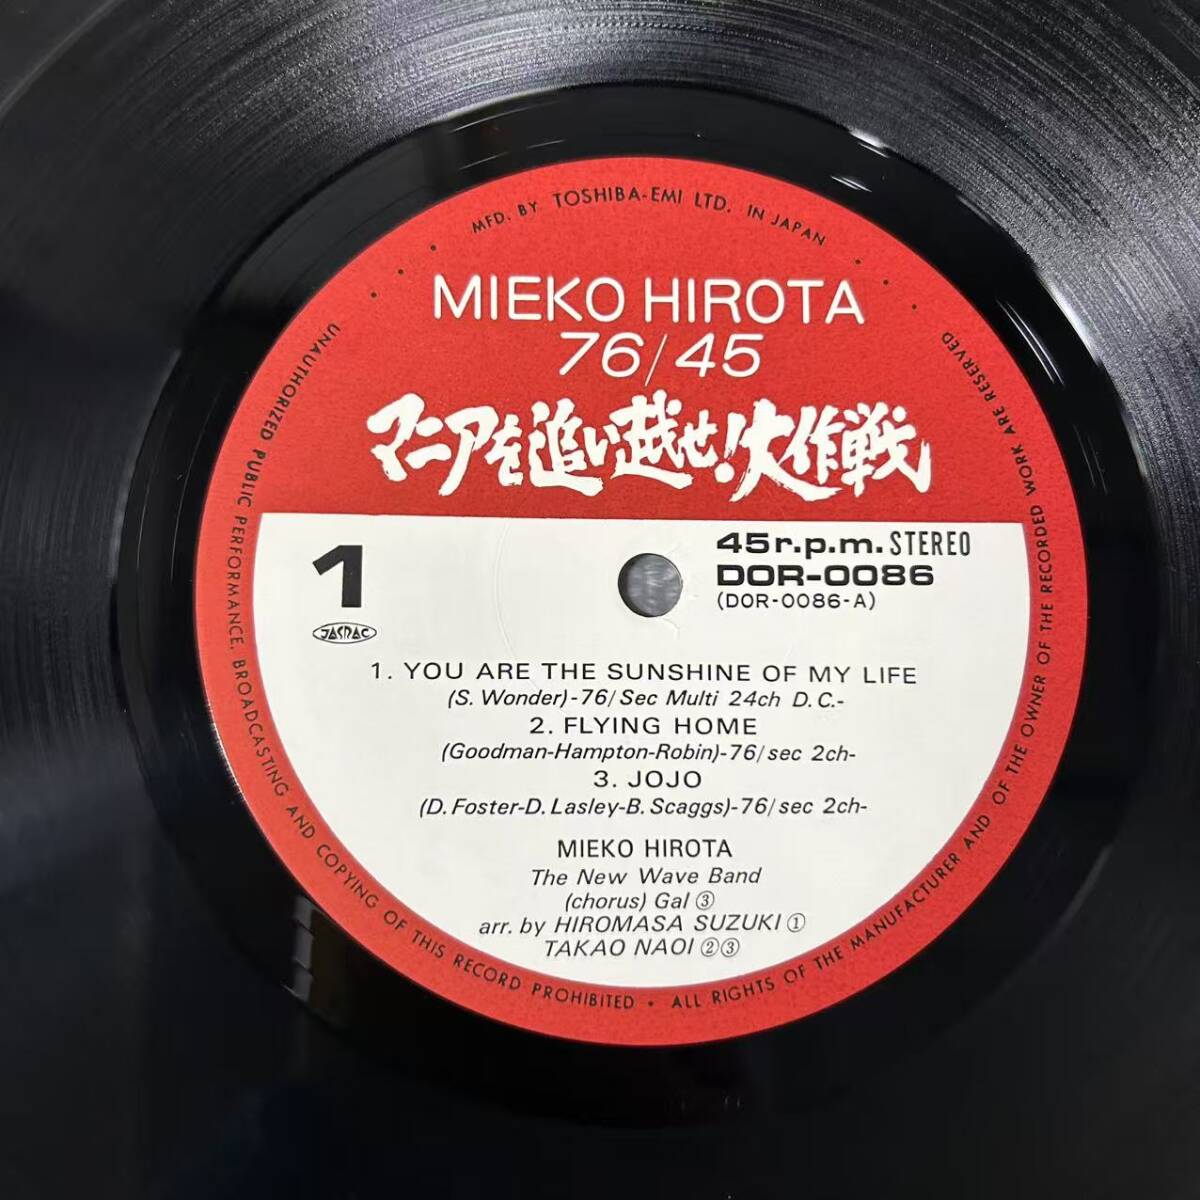 MFD. BY TOSHIBA-EMI LTD. IN JAPAN
MIEKO HIROTA
76/45
マニアを追い越せ!大作戦
1
JASRAC
45r.p.m. STEREO
DOR-0086
(DOR-0086-A)
1. YOU ARE THE SUNSHINE OF MY LIFE
(S. Wonder)-76/Sec Multi 24ch D.C.-
2. FLYING HOME
(Goodman-Hampton-Robin)-76/sec 2ch-
3. JOJO
(D. Foster-D. Lasley-B. Scaggs)-76/sec 2ch-
MIEKO HIROTA
The New Wave Band
(chorus) Gal ③
arr. by HIROMASA SUZUKI ①
TAKAO NAOI ②③
UNAUTHORIZED PUBLIC PERFORMANCE, BROADCASTING AND COPYING OF THIS RECORD PROHIBITED • ALL RIGHTS OF THE MANUFACTURER AND OF THE OWNER OF THE RECORDED WORK ARE RESERVED